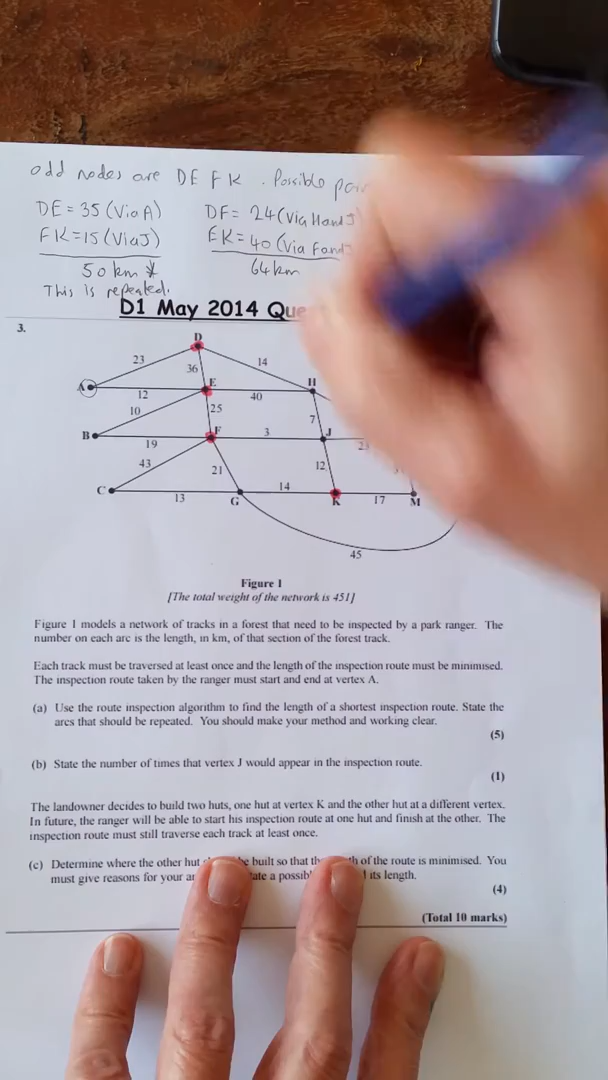 odd nodes are DE FK . Possible
DE = 35 (Via A) DF = 24 (Via H and J)
FK = 15 (Via J) EK = 40 (Via F and
50 km * 64 km
This is repeated.
D1 May 2014
3.
D
23 14
36
A E H
12 40
10 25 7
B F J
19 3
43 21 12
C 14
13 G K 17 M
45
Figure 1
[The total weight of the network is 451]
Figure 1 models a network of tracks in a forest that need to be inspected by a park ranger. The
number on each arc is the length, in km, of that section of the forest track.
Each track must be traversed at least once and the length of the inspection route must be minimised.
The inspection route taken by the ranger must start and end at vertex A.
(a) Use the route inspection algorithm to find the length of a shortest inspection route. State the
arcs that should be repeated. You should make your method and working clear.
(5)
(b) State the number of times that vertex J would appear in the inspection route.
(1)
The landowner decides to build two huts, one hut at vertex K and the other hut at a different vertex.
In future, the ranger will be able to start his inspection route at one hut and finish at the other. The
inspection route must still traverse each track at least once.
(c) Determine where the other hut built so that of the route is minimised. You
must give reasons for your a possib its length.
(4)
(Total 10 marks)